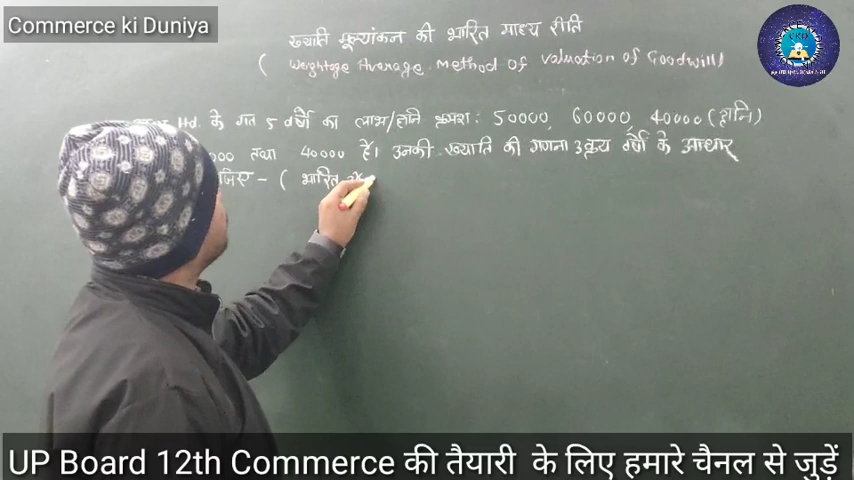 Commerce ki Duniya
ख्याति मूल्यांकन की भारित माध्य रीति
( Weightage Average Method of Valuation of Goodwill)
Ltd. के गत 5 वर्षों का लाभ/हानि क्रमश: 50000, 60000, 40000 (हानि)
000 तथा 40000 है। उनकी ख्याति की गणना 3 क्रय वर्षों के आधार
जिए - ( भारित
UP Board 12th Commerce की तैयारी के लिए हमारे चैनल से जुड़ें